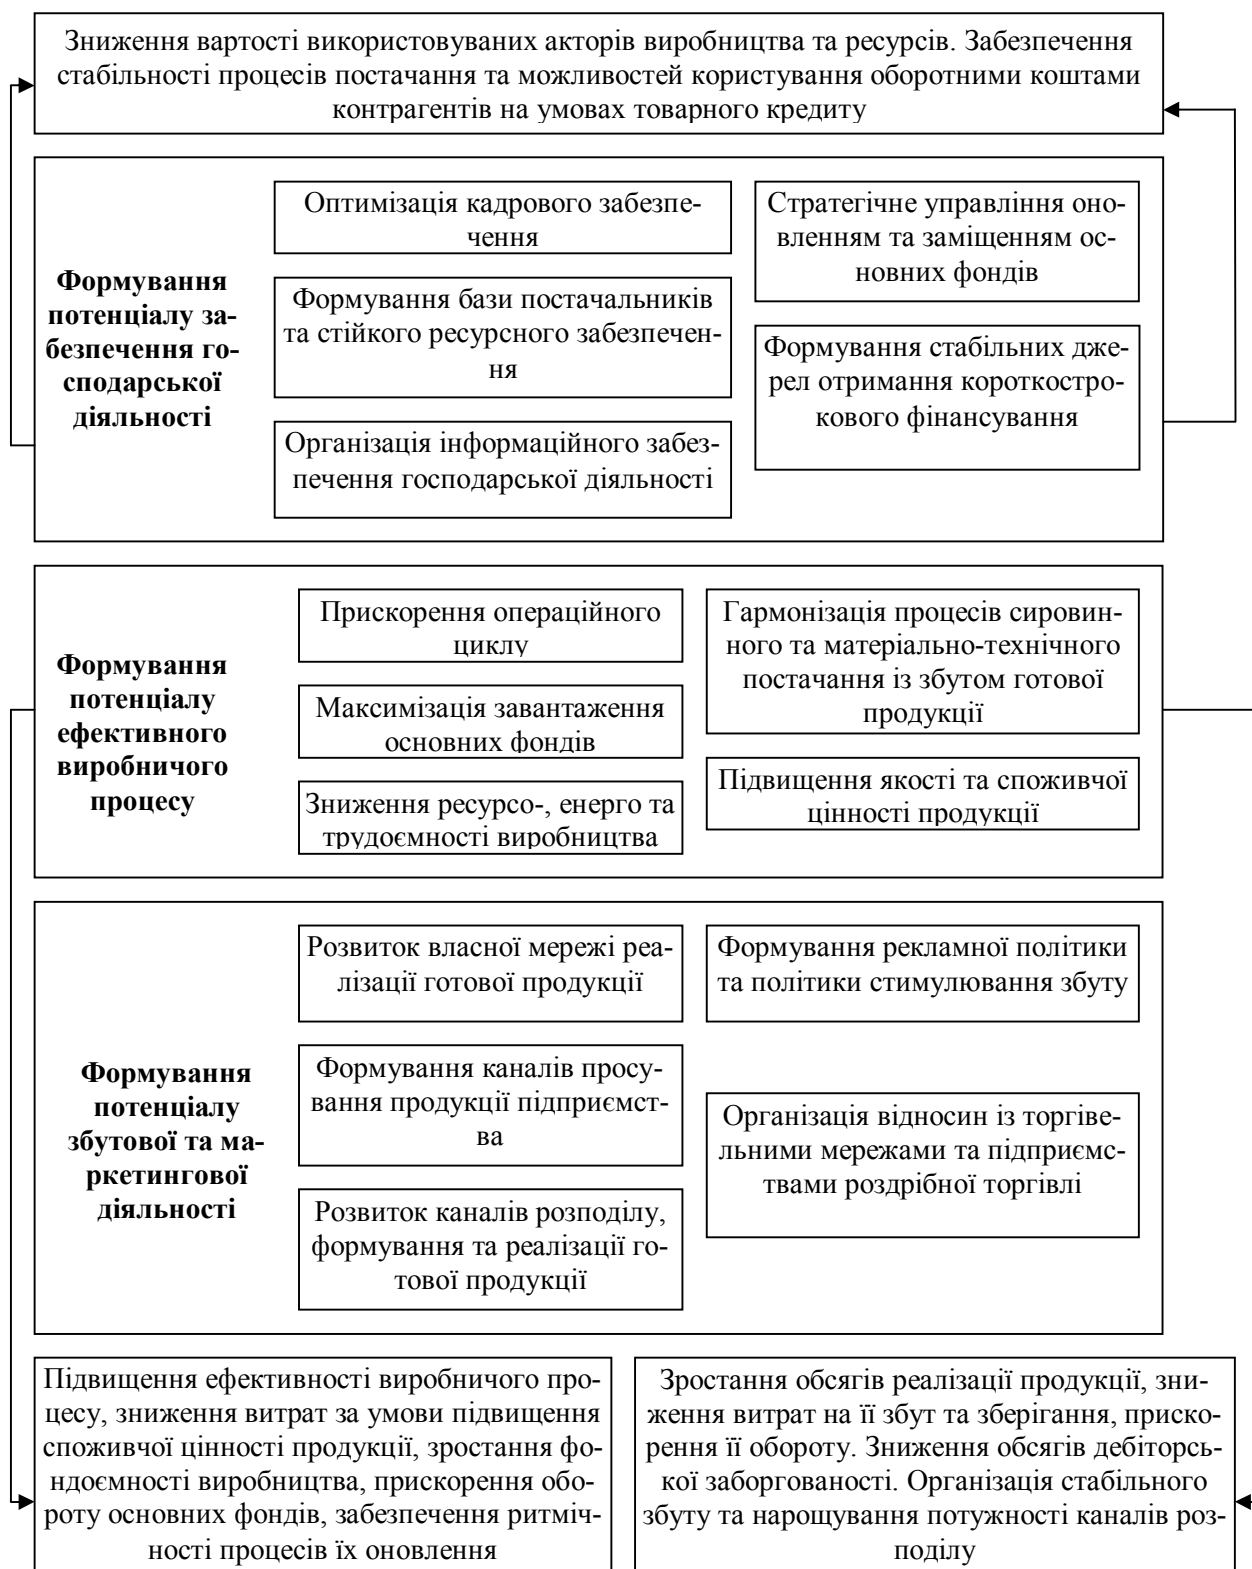 Зниження вартості використовуваних акторів виробництва та ресурсів. Забезпечення
стабільності процесів постачання та можливостей користування оборотними коштами
контрагентів на умовах товарного кредиту
Формування
потенціалу за-
безпечення го-
сподарської
діяльності
Оптимізація кадрового забезпе-
чення
Формування бази постачальників
та стійкого ресурсного забезпечен-
ня
Організація інформаційного забез-
печення господарської діяльності
Стратегічне управління оно-
вленням та заміщенням ос-
новних фондів
Формування стабільних дже-
рел отримання короткостро-
кового фінансування
Формування
потенціалу
ефективного
виробничого
процесу
Прискорення операційного
циклу
Максимізація завантаження
основних фондів
Зниження ресурсо-, енерго та
трудоємності виробництва
Гармонізація процесів сировин-
ного та матеріально-технічного
постачання із збутом готової
продукції
Підвищення якості та споживчої
цінності продукції
Формування
потенціалу
збутової та ма-
ркетингової
діяльності
Розвиток власної мережі реа-
лізації готової продукції
Формування каналів просу-
вання продукції підприємст-
ва
Розвиток каналів розподілу,
формування та реалізації го-
тової продукції
Формування рекламної політики
та політики стимулювання збуту
Організація відносин із торгіве-
льними мережами та підприємс-
твами роздрібної торгівлі
Підвищення ефективності виробничого про-
цесу, зниження витрат за умови підвищення
споживчої цінності продукції, зростання фо-
ндоємності виробництва, прискорення обо-
роту основних фондів, забезпечення ритміч-
ності процесів їх оновлення
Зростання обсягів реалізації продукції, зни-
ження витрат на її збут та зберігання, приско-
рення її обороту. Зниження обсягів дебіторсь-
кої заборгованості. Організація стабільного
збуту та нарощування потужності каналів роз-
поділу